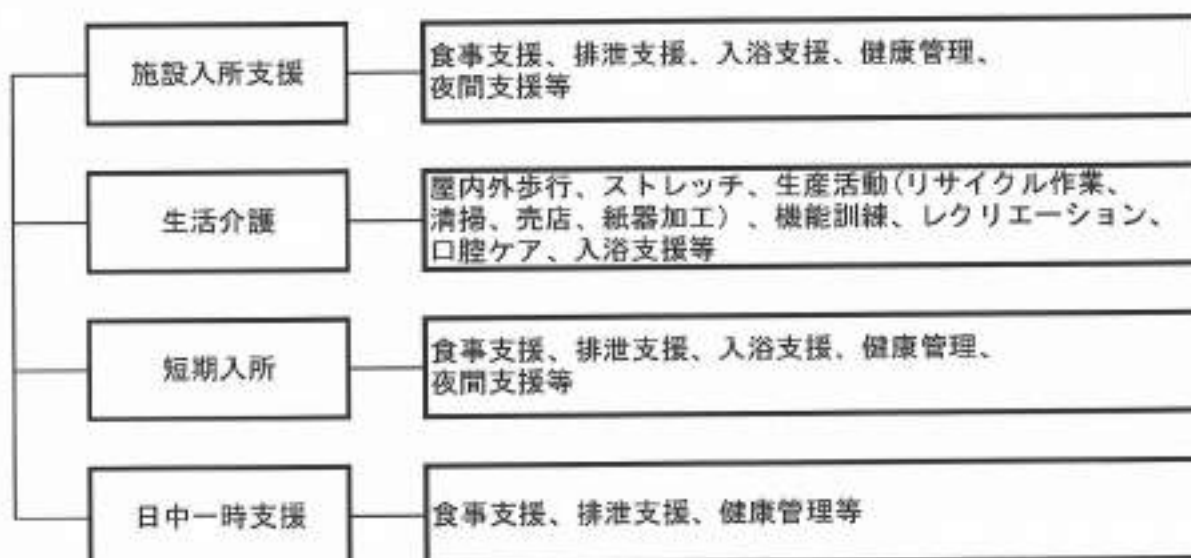 施設入所支援
食事支援、排泄支援、入浴支援、健康管理、
夜間支援等
生活介護
屋内外歩行、ストレッチ、生産活動(リサイクル作業、
清掃、売店、紙器加工）、機能訓練、レクリエーション、
口腔ケア、入浴支援等
短期入所
食事支援、排泄支援、入浴支援、健康管理、
夜間支援等
日中一時支援
食事支援、排泄支援、健康管理等